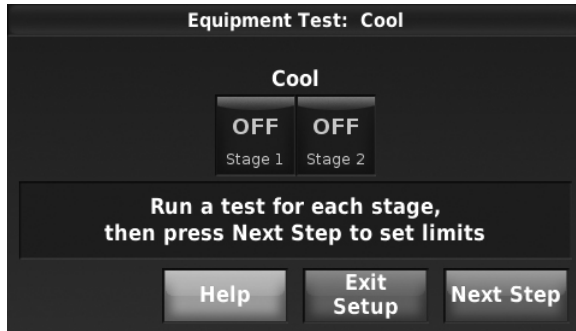 Equipment Test: Cool
Cool
OFF OFF
Stage 1 Stage 2
Run a test for each stage,
then press Next Step to set limits
Help
Exit
Setup
Next Step